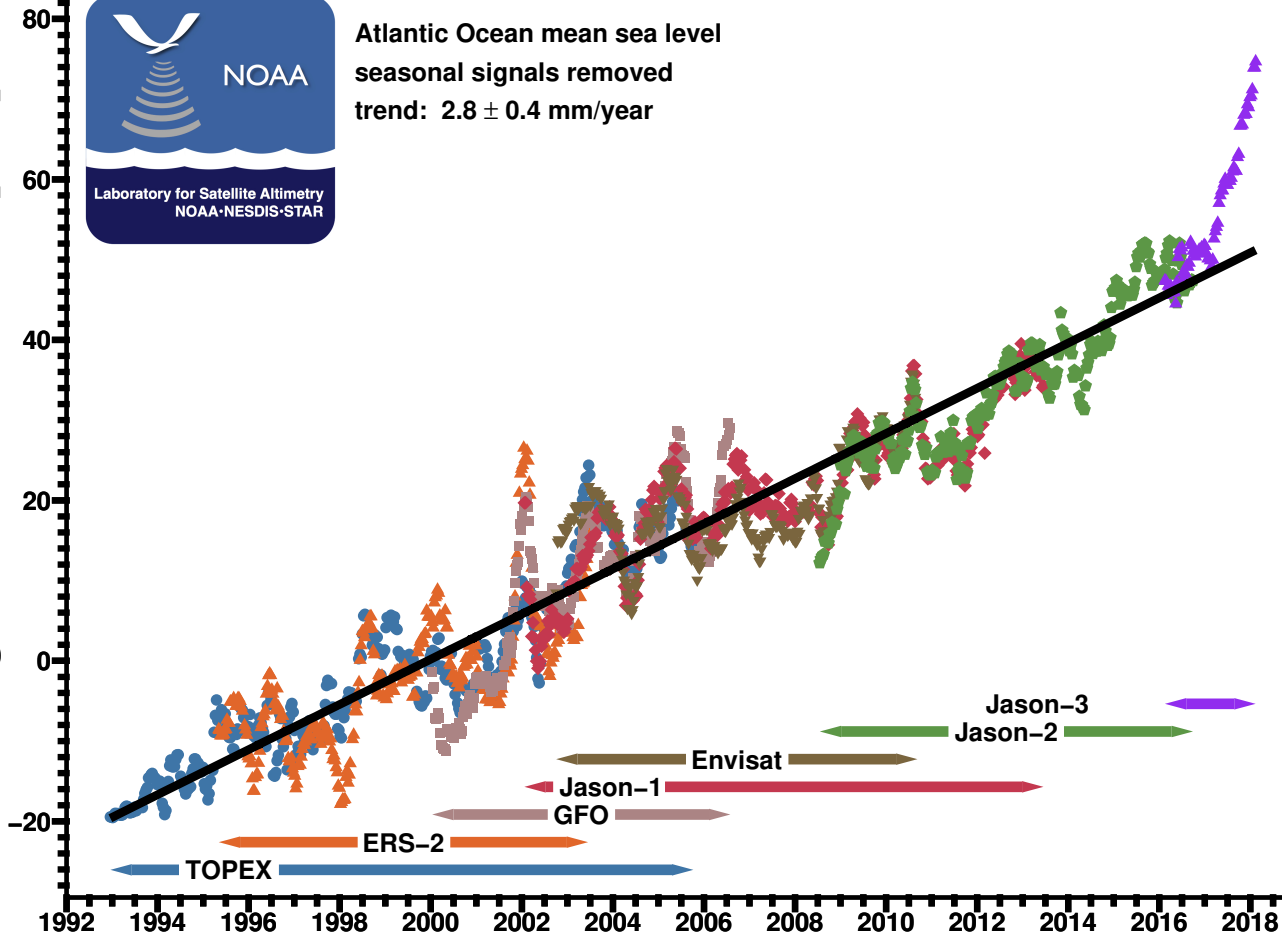 80
60
40
20
0
−20
NOAA
Laboratory for Satellite Altimetry
NOAA•NESDIS•STAR
Atlantic Ocean mean sea level
seasonal signals removed
trend: 2.8 ± 0.4 mm/year
Jason−3
Jason−2
Envisat
Jason−1
GFO
ERS−2
TOPEX
1992 1994 1996 1998 2000 2002 2004 2006 2008 2010 2012 2014 2016 2018